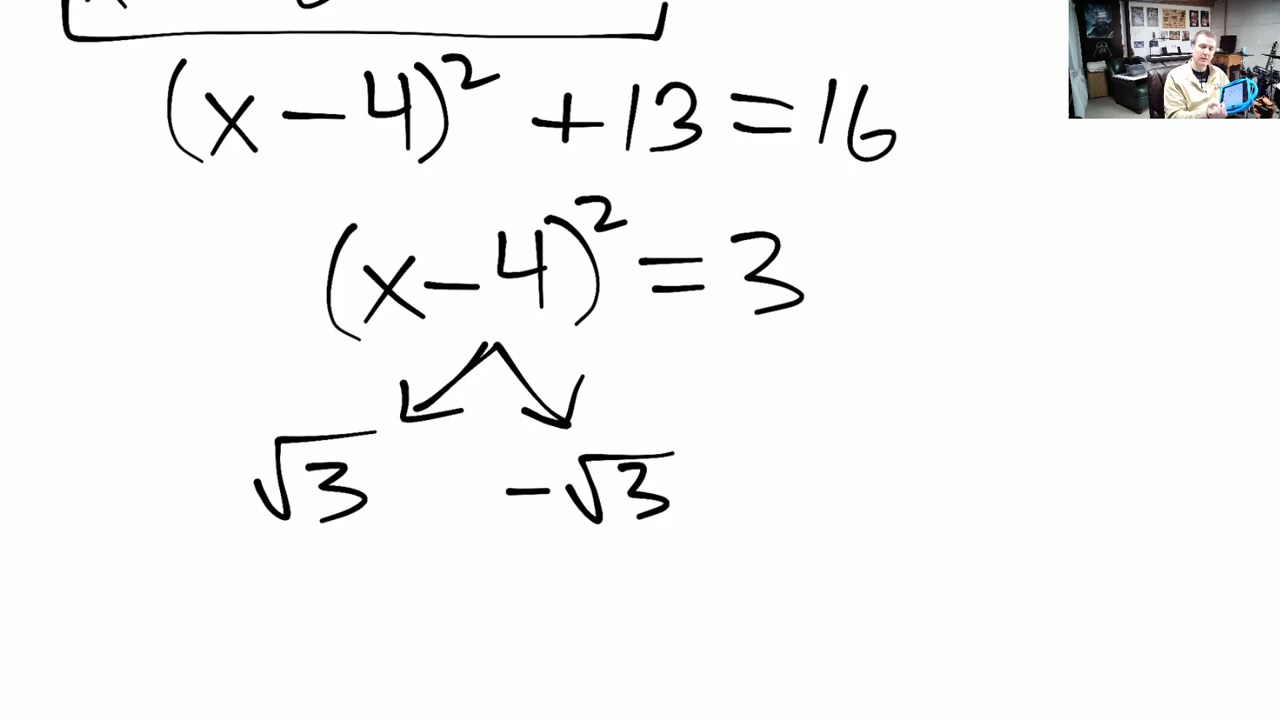 (x - 4)² + 13 = 16
(x - 4)² = 3
√3 -√3